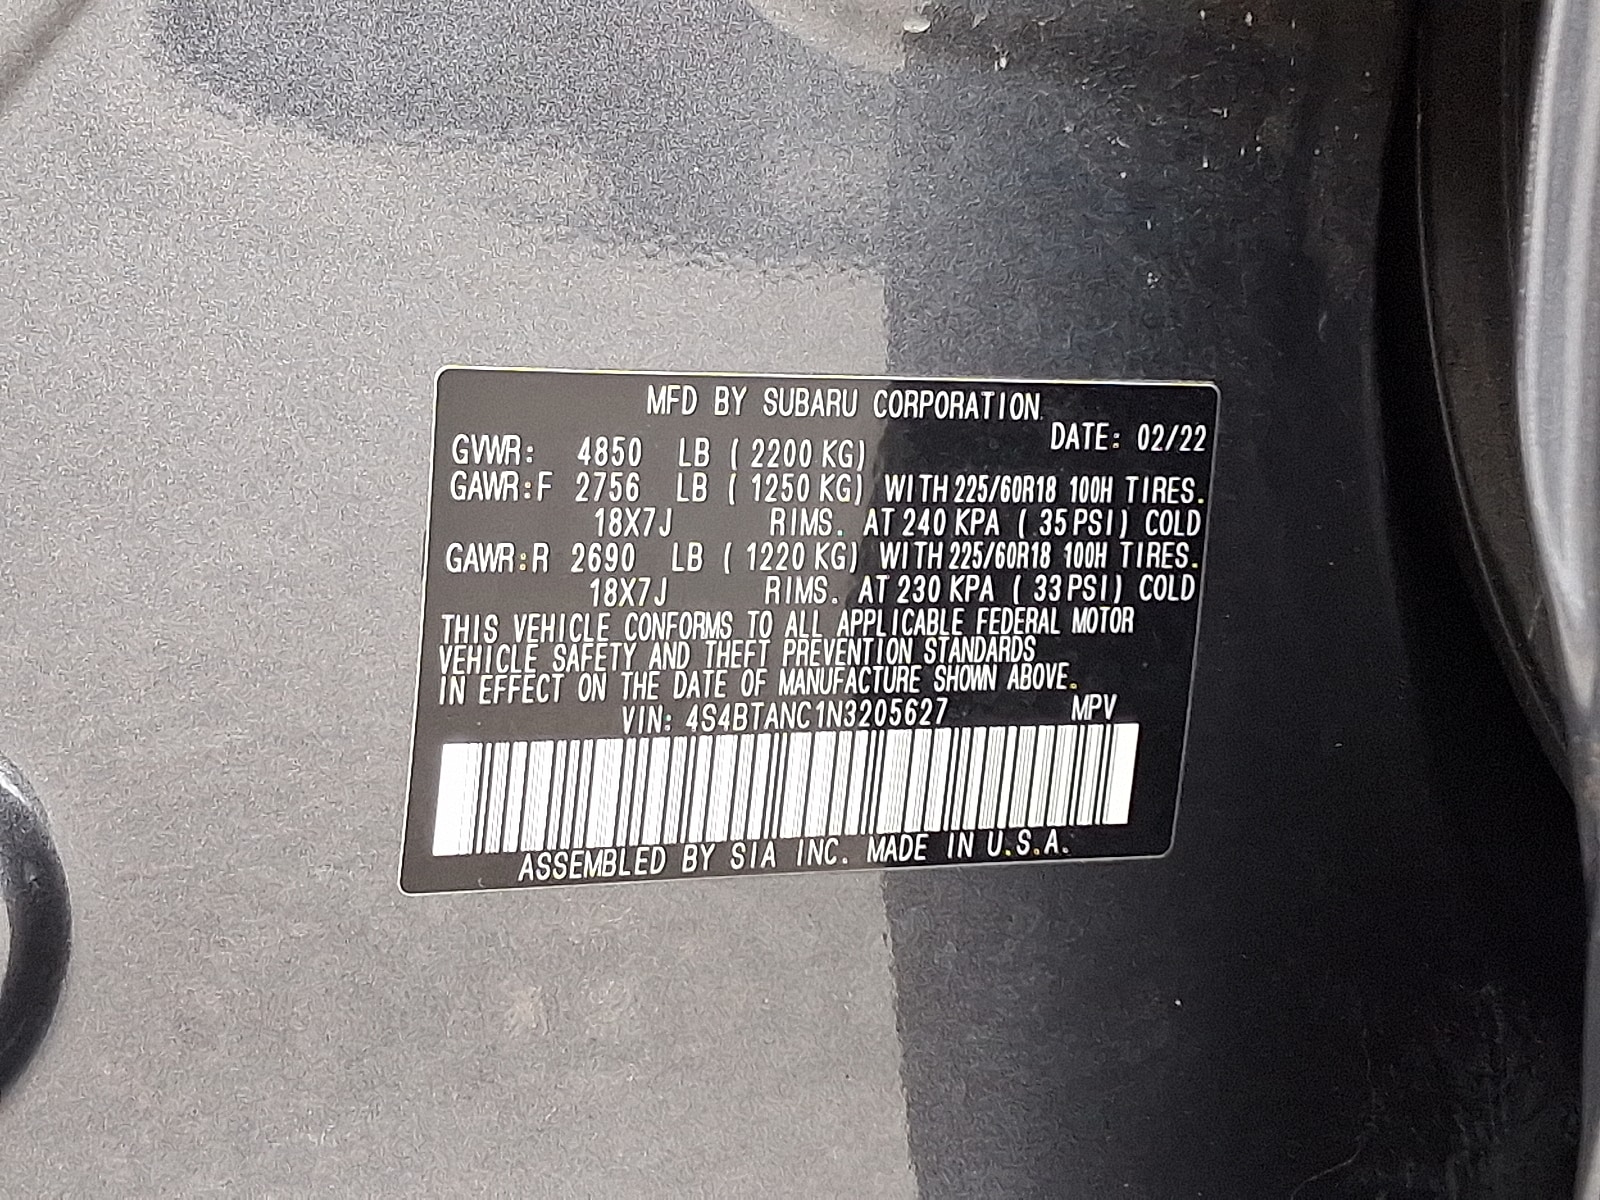 MFD BY SUBARU CORPORATION
DATE: 02/22
GVWR: 4850 LB ( 2200 KG)
GAWR:F 2756 LB ( 1250 KG) WITH 225/60R18 100H TIRES.
18X7J RIMS. AT 240 KPA ( 35 PSI) COLD
GAWR:R 2690 LB ( 1220 KG) WITH 225/60R18 100H TIRES.
18X7J RIMS. AT 230 KPA ( 33 PSI) COLD
THIS VEHICLE CONFORMS TO ALL APPLICABLE FEDERAL MOTOR
VEHICLE SAFETY AND THEFT PREVENTION STANDARDS
IN EFFECT ON THE DATE OF MANUFACTURE SHOWN ABOVE.
VIN: 4S4BTANC1N3205627 MPV
ASSEMBLED BY SIA INC. MADE IN U.S.A.